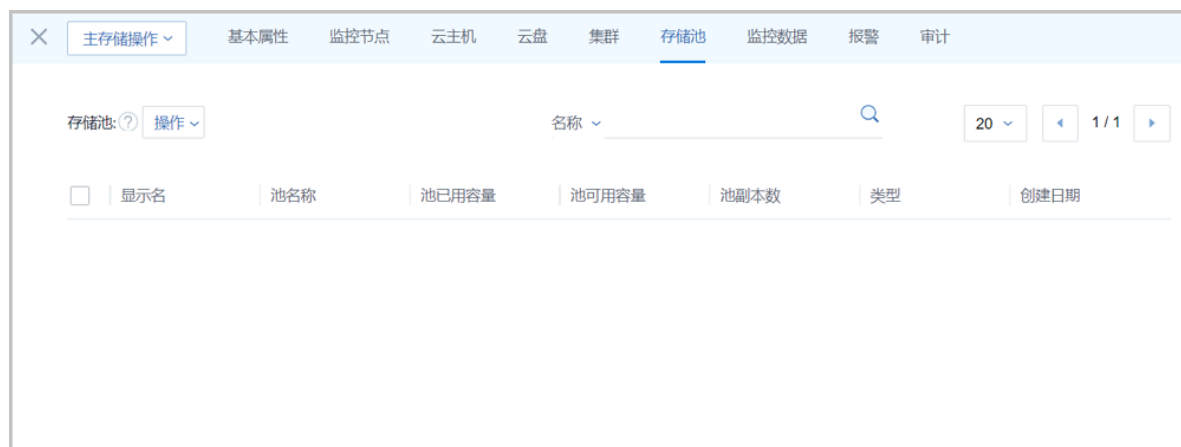 主存储操作 基本属性 监控节点 云主机 云盘 集群 存储池 监控数据 报警 审计
存储池: ? 操作 名称 20 1 / 1
显示名 池名称 池已用容量 池可用容量 池副本数 类型 创建日期